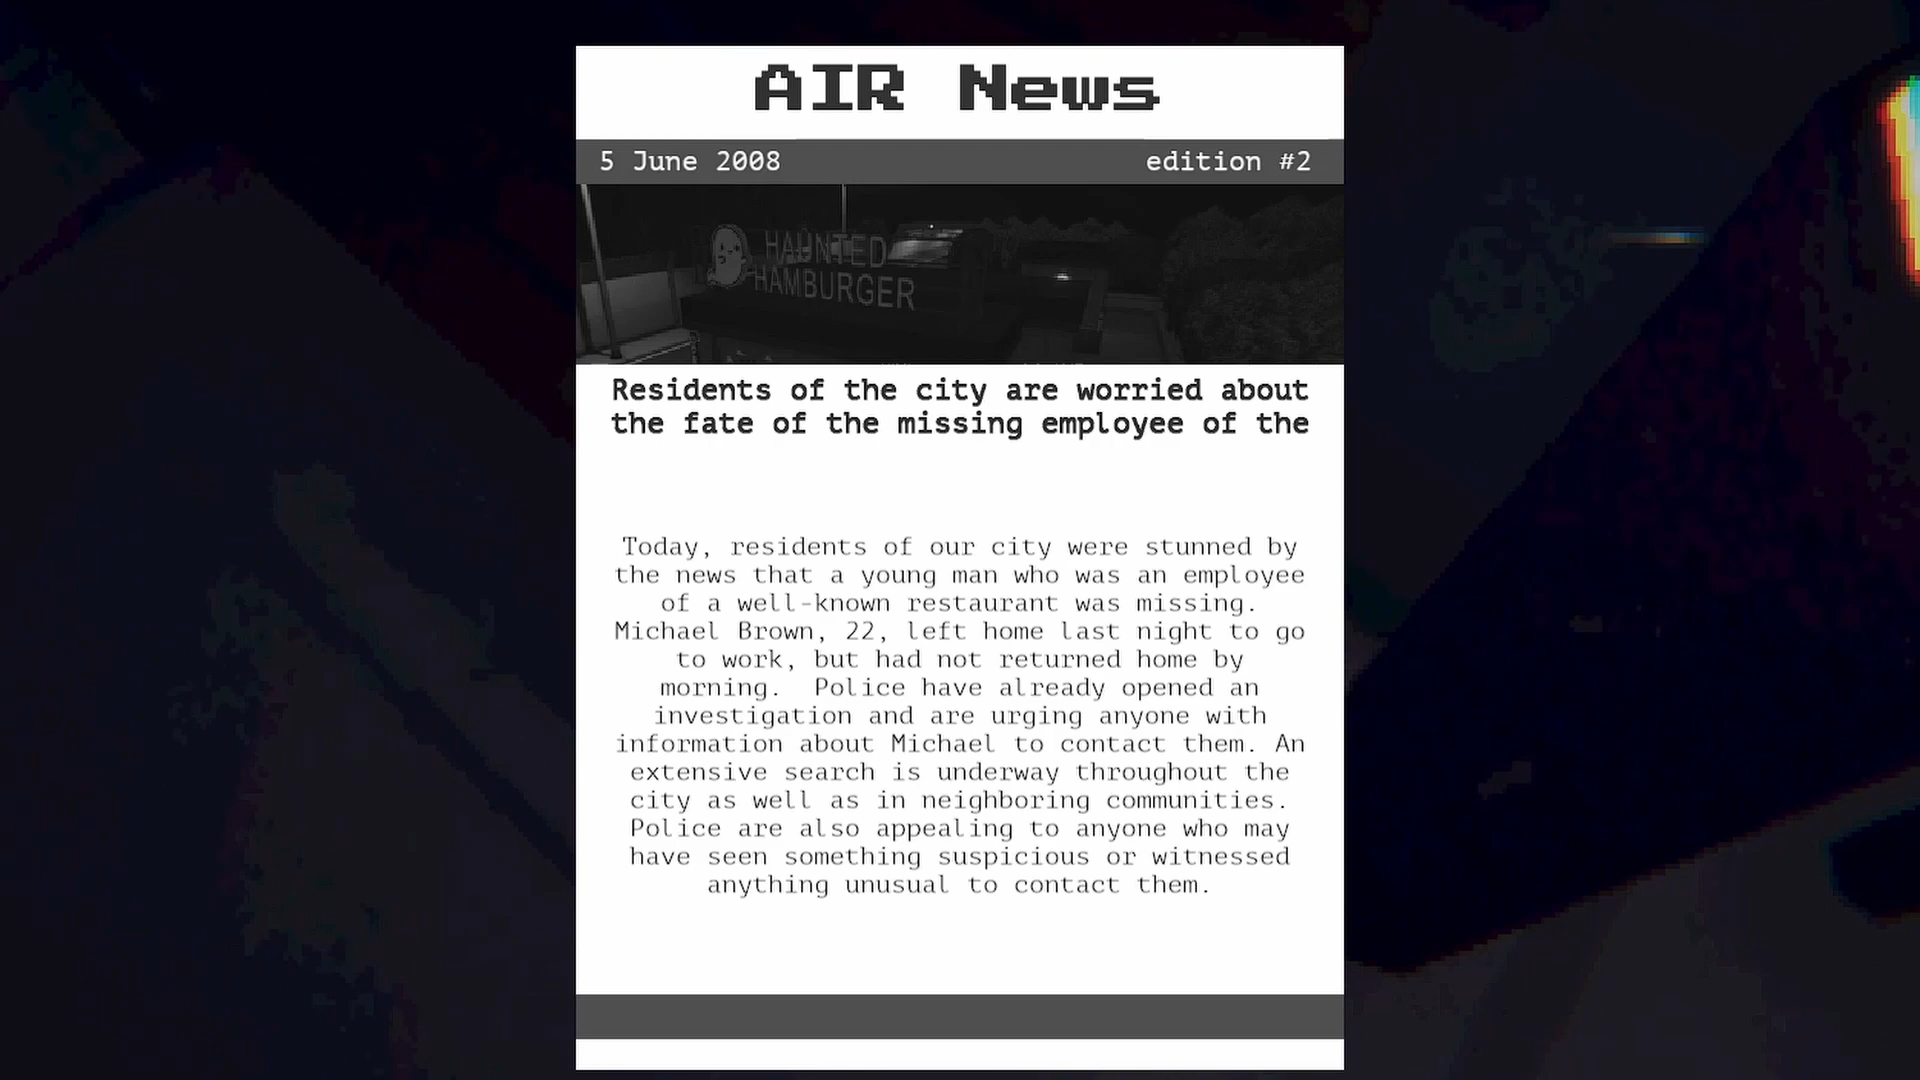 AIR News
5 June 2008 edition #2
HAUNTED
HAMBURGER
Residents of the city are worried about
the fate of the missing employee of the
Today, residents of our city were stunned by
the news that a young man who was an employee
of a well-known restaurant was missing.
Michael Brown, 22, left home last night to go
to work, but had not returned home by
morning.  Police have already opened an
investigation and are urging anyone with
information about Michael to contact them. An
extensive search is underway throughout the
city as well as in neighboring communities.
Police are also appealing to anyone who may
have seen something suspicious or witnessed
anything unusual to contact them.